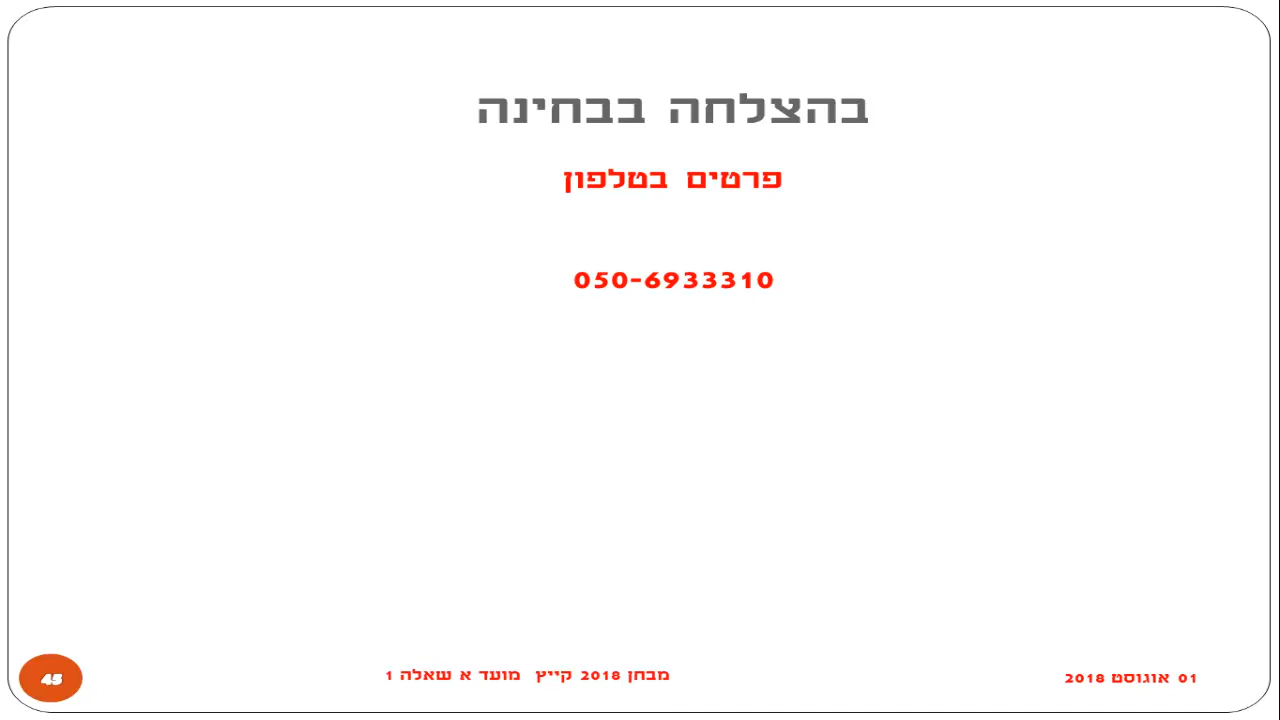 בהצלחה בבחינה
פרטים בטלפון
050-6933310
01 אוגוסט 2018
מבחן 2018 קייץ מועד א שאלה 1
45